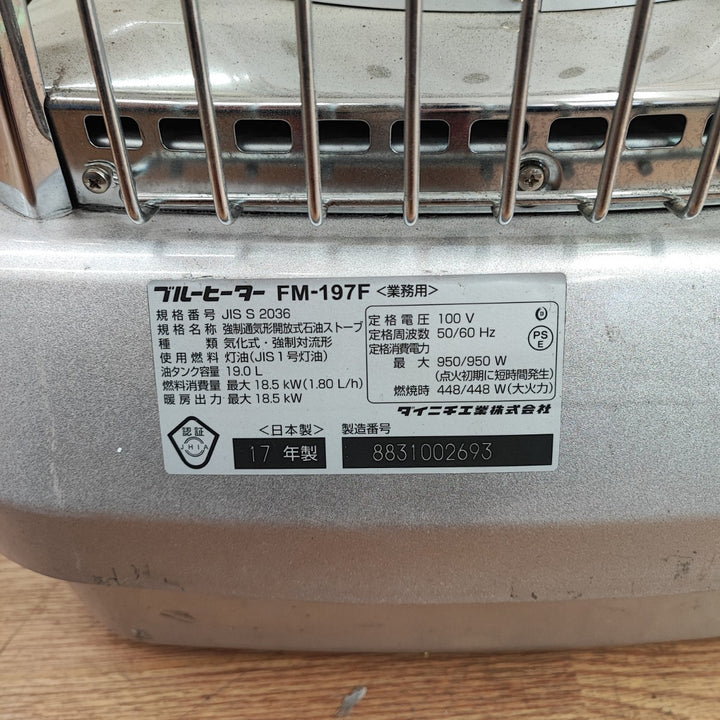 ブルーヒーター FM-197F <業務用>
規格番号 JIS S 2036
規格名称 強制通気形開放式石油ストーブ
種類 気化式・強制対流形
使用燃料 灯油(JIS1号灯油)
油タンク容量 19.0 L
燃料消費量 最大 18.5 kW(1.80 L/h)
暖房出力 最大 18.5 kW
定格電圧 100 V
定格周波数 50/60 Hz
定格消費電力
最大 950/950 W
(点火初期に短時間発生)
燃焼時 448/448 W(大火力)
PS
E
ダイニチ工業株式会社
認証
JHIA
<日本製> 製造番号
17 年製 8831002693